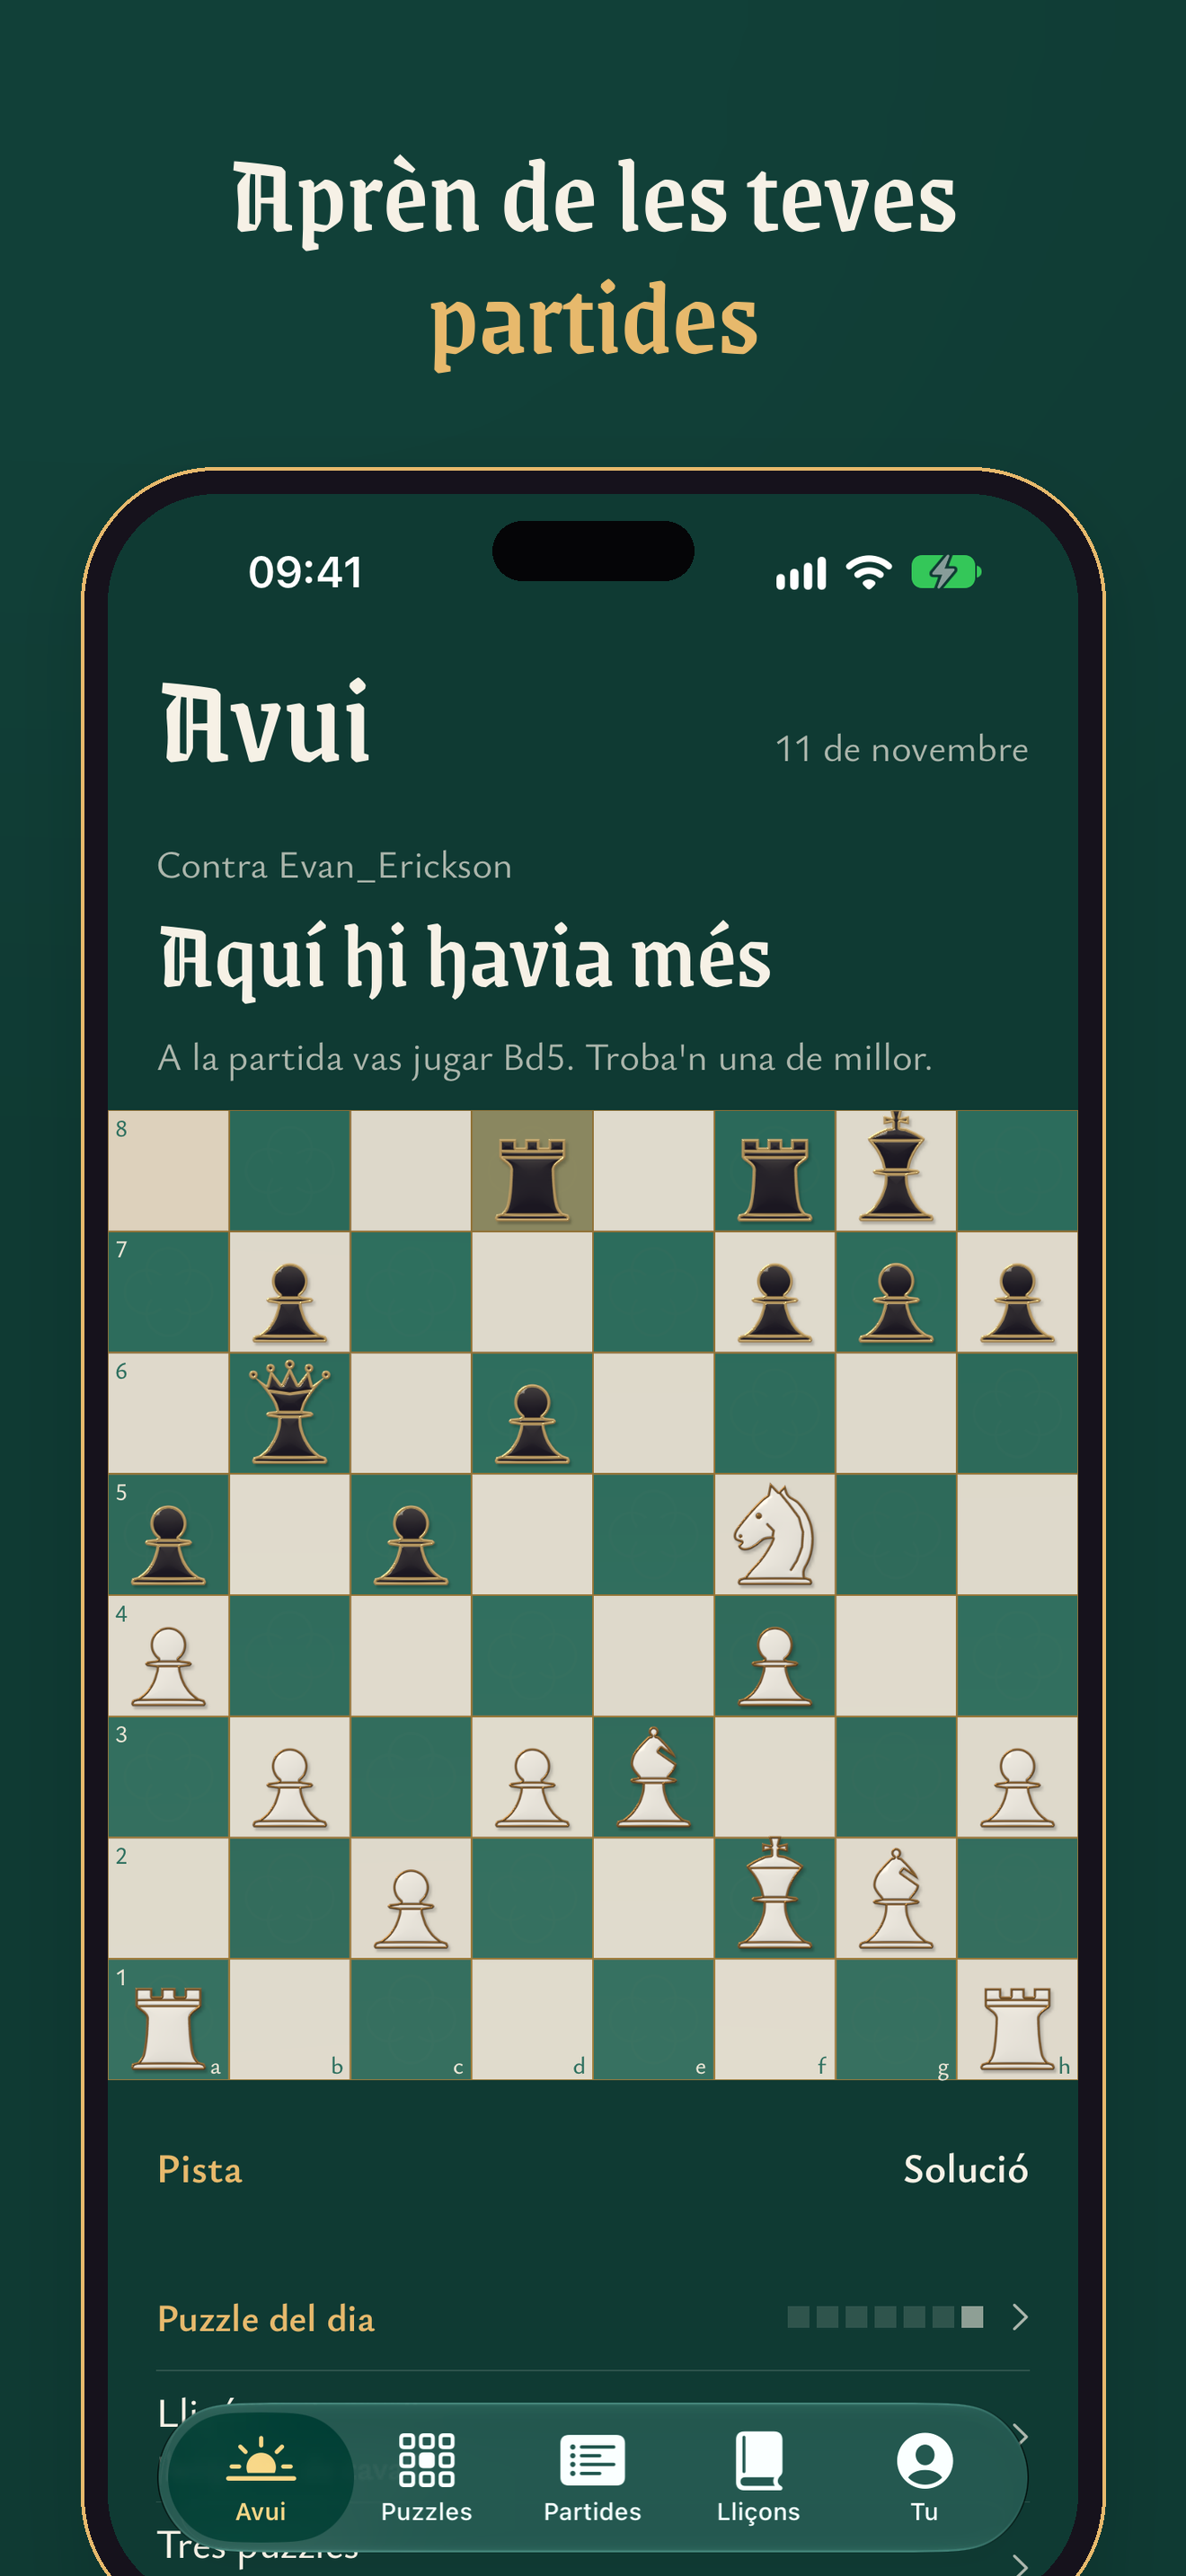 Aprèn de les teves
partides
09:41
Avui
11 de novembre
Contra Evan_Erickson
Aquí hi havia més
A la partida vas jugar Bd5. Troba'n una de millor.
8
7
6
5
4
3
2
1
a b c d e f g h
Pista
Solució
Puzzle del dia
Tres puzzles
Avui
Puzzles
Partides
Lliçons
Tu